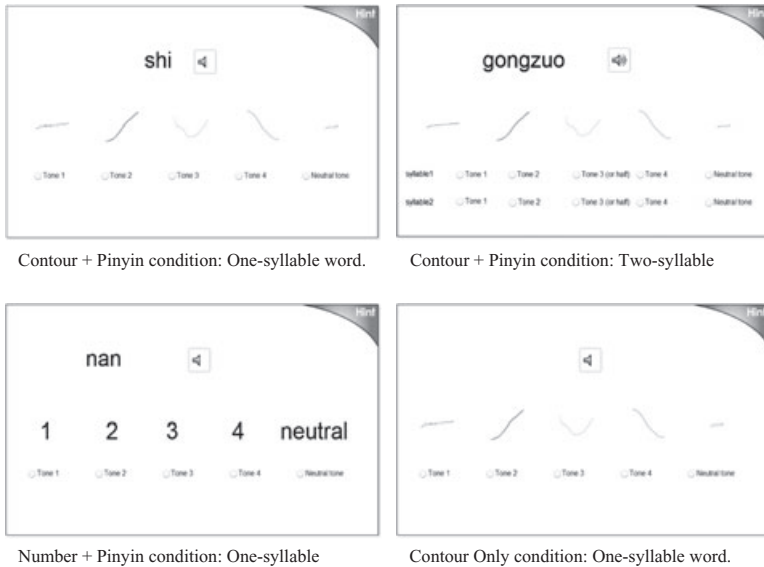 Hint
shi
Tone 1 Tone 2 Tone 3 Tone 4 Neutral tone
Contour + Pinyin condition: One-syllable word.
Hint
gongzuo
syllable1 Tone 1 Tone 2 Tone 3 (or half) Tone 4 Neutral tone
syllable2 Tone 1 Tone 2 Tone 3 (or half) Tone 4 Neutral tone
Contour + Pinyin condition: Two-syllable
Hint
nan
1 2 3 4 neutral
Tone 1 Tone 2 Tone 3 Tone 4 Neutral tone
Number + Pinyin condition: One-syllable
Hint
Tone 1 Tone 2 Tone 3 Tone 4 Neutral tone
Contour Only condition: One-syllable word.